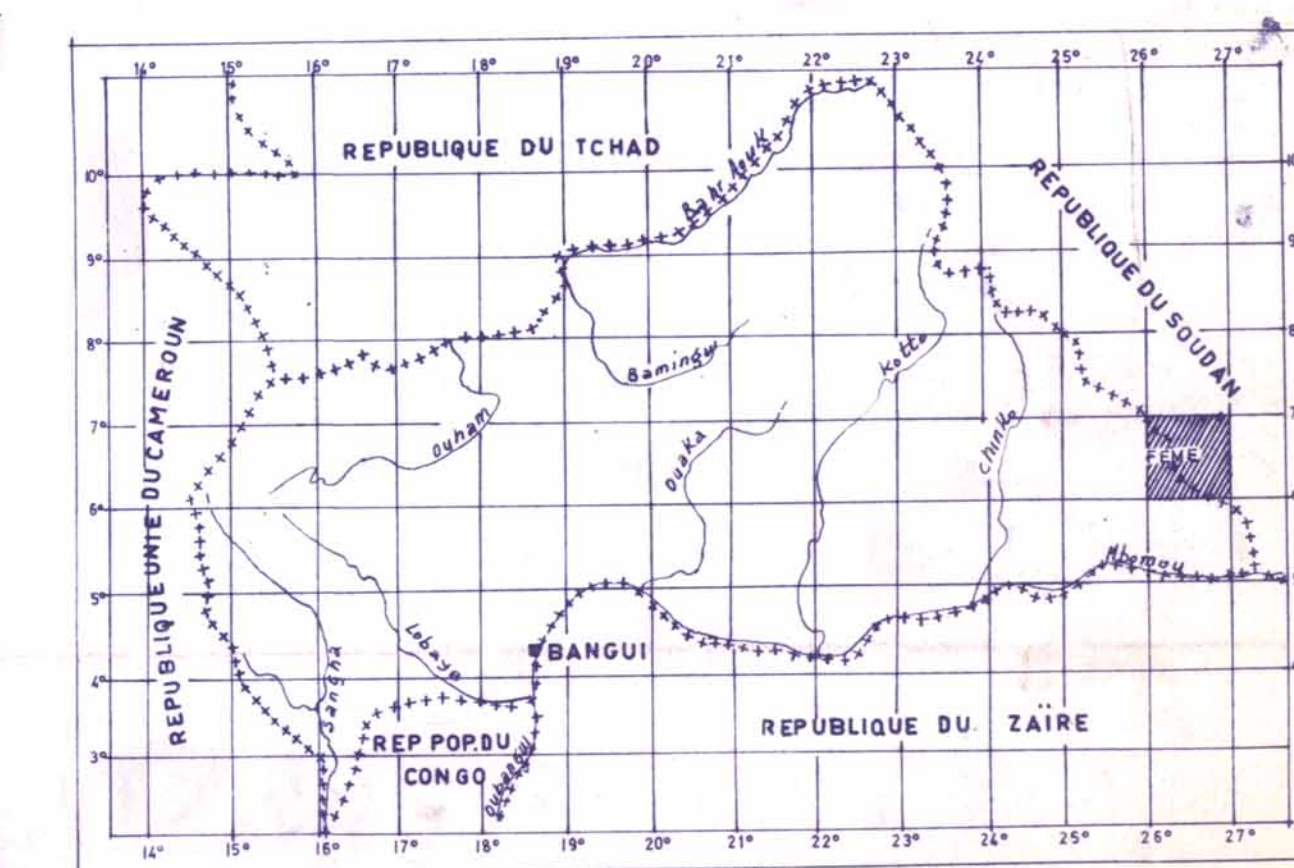 14° 15° 16° 17° 18° 19° 20° 21° 22° 23° 24° 25° 26° 27°
REPUBLIQUE DU TCHAD
Bahr Aouk
REPUBLIQUE DU SOUDAN
10°
9°
8°
7°
6°
5°
4°
3°
REPUBLIQUE UNIE DU CAMEROUN
Kotto
Bamingui
Ouham
Ouaka
Chinko
FEME
Mbomou
Lobaye
Sangha
BANGUI
REPUBLIQUE DU ZAÏRE
REP POP. DU
CONGO
Oubangui
14° 15° 16° 17° 18° 19° 20° 21° 22° 23° 24° 25° 26° 27°